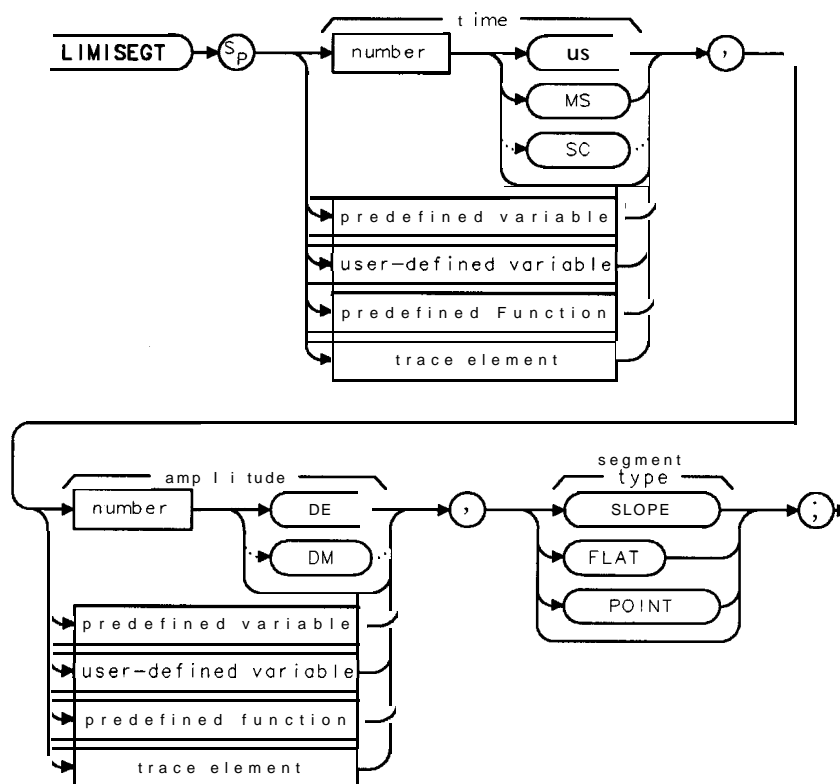 time
LIMISEGT SP number us ,
MS
SC
predefined variable
user-defined variable
predefined Function
trace element
amplitude
segment type
number DE , SLOPE ;
DM FLAT
POINT
predefined variable
user-defined variable
predefined function
trace element